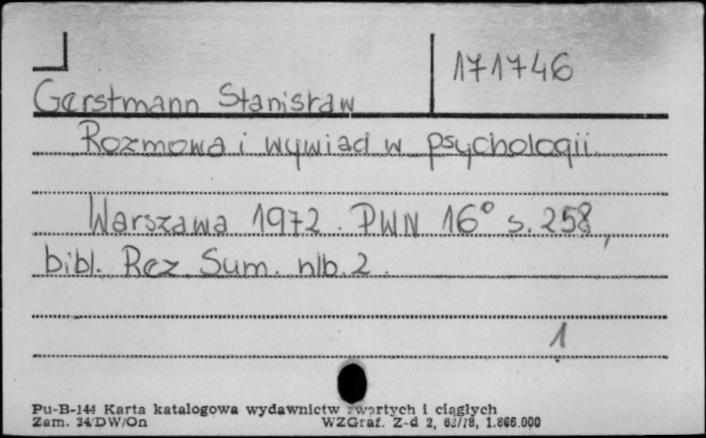 171746
Gerstmann Stanisław
Rozmowa i wywiad w psychologii.
Warszawa 1972. PWN 16° s. 258,
bibl. Rez. Sum. nlb. 2.
1
Pu-B-144 Karta katalogowa wydawnictw zwartych i ciągłych
Zam. 34/DW/On WZGraf. Z-d 2, 63/78, 1.866.000